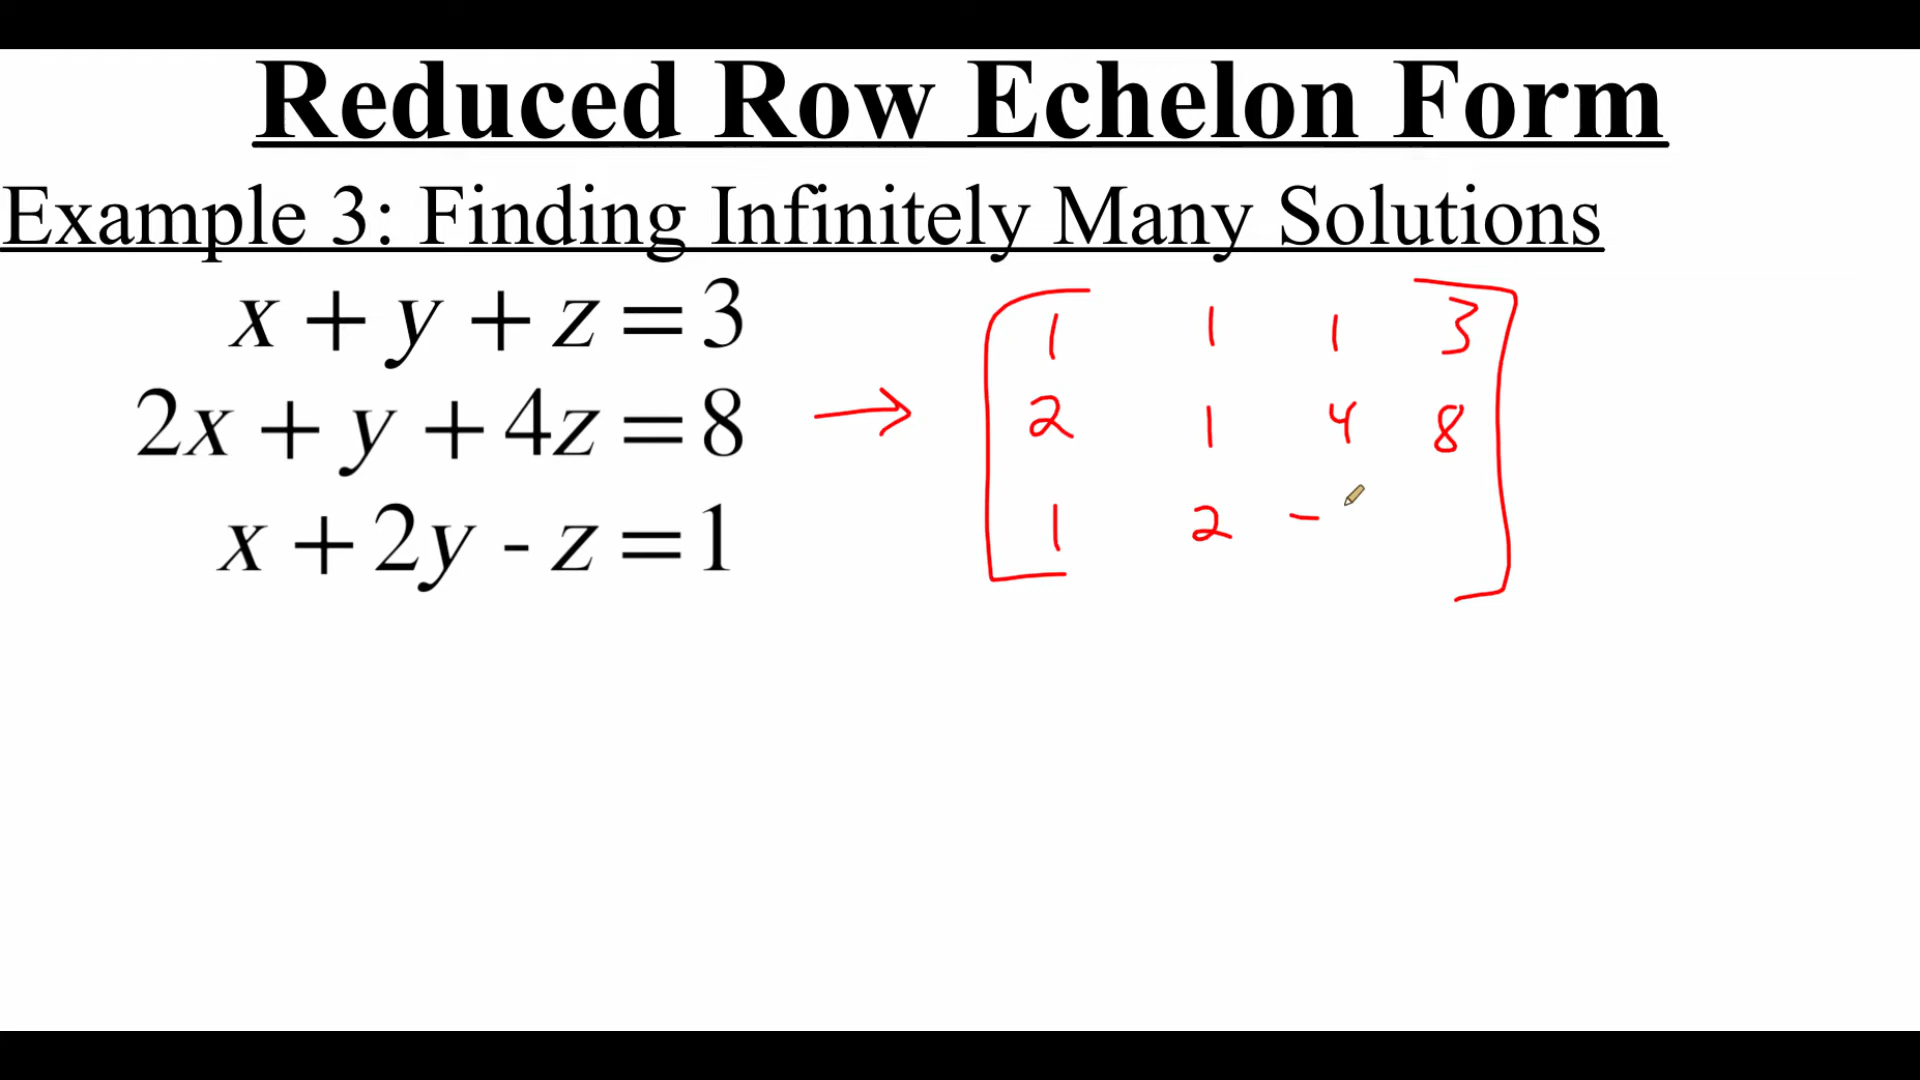 Reduced Row Echelon Form
Example 3: Finding Infinitely Many Solutions
x + y + z = 3
2x + y + 4z = 8
x + 2y - z = 1
→
1 1 1 3
2 1 4 8
1 2 -